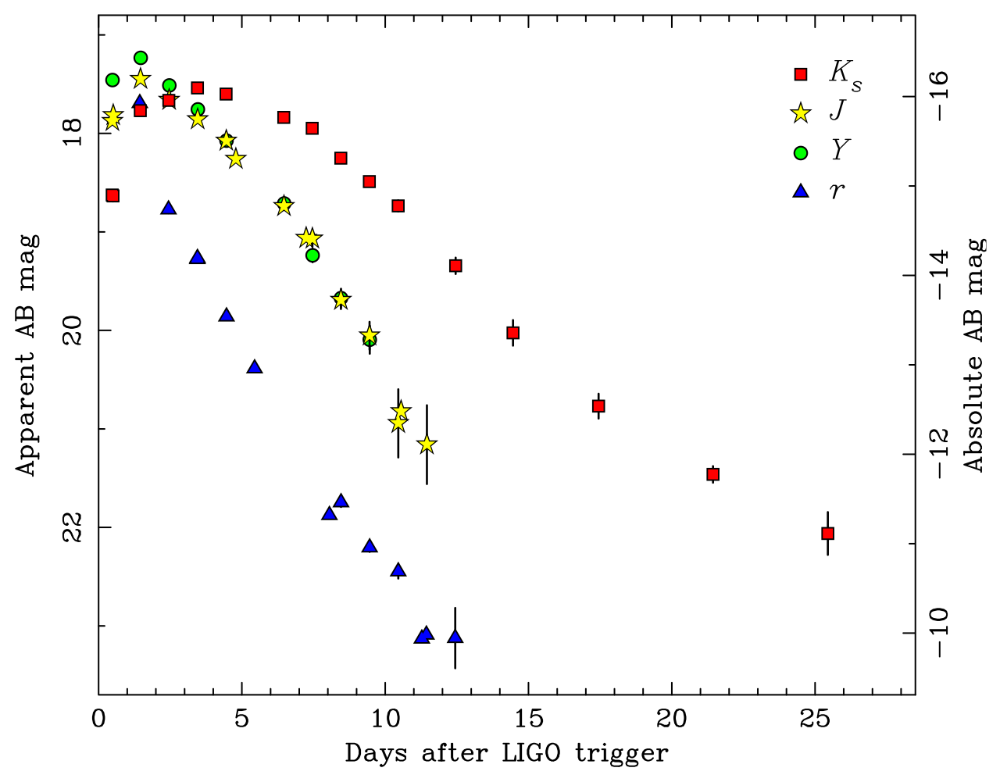 K_s
J
Y
r
18
20
22
Apparent AB mag
−16
−14
−12
−10
Absolute AB mag
0 5 10 15 20 25
Days after LIGO trigger